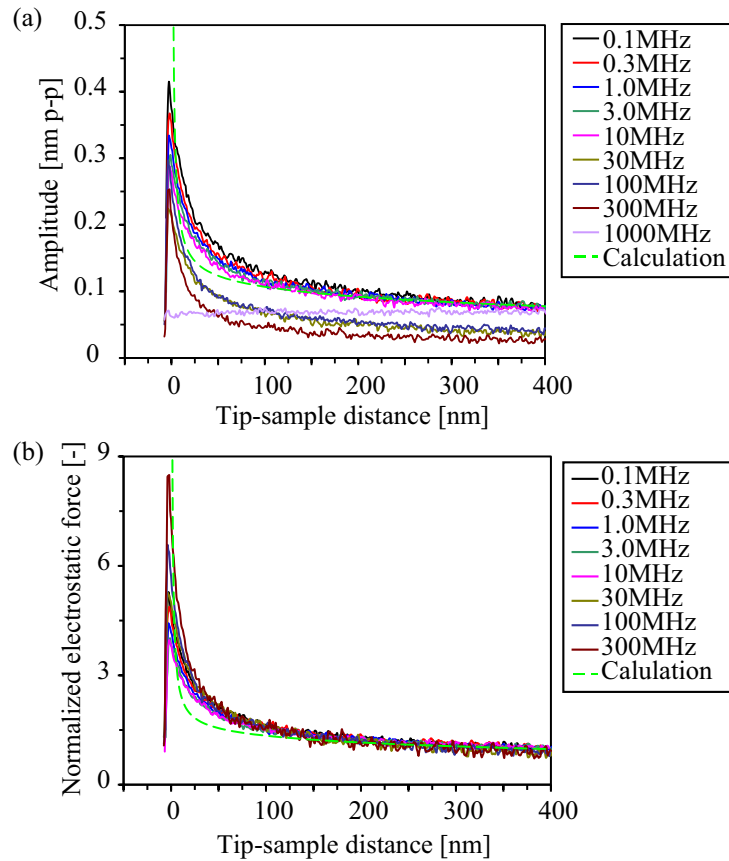 (a)
Amplitude [nm p-p]
0.5
0.4
0.3
0.2
0.1
0
0
100
200
300
400
Tip-sample distance [nm]
0.1MHz
0.3MHz
1.0MHz
3.0MHz
10MHz
30MHz
100MHz
300MHz
1000MHz
Calculation
(b)
Normalized electrostatic force [-]
9
6
3
0
0
100
200
300
400
Tip-sample distance [nm]
0.1MHz
0.3MHz
1.0MHz
3.0MHz
10MHz
30MHz
100MHz
300MHz
Calulation